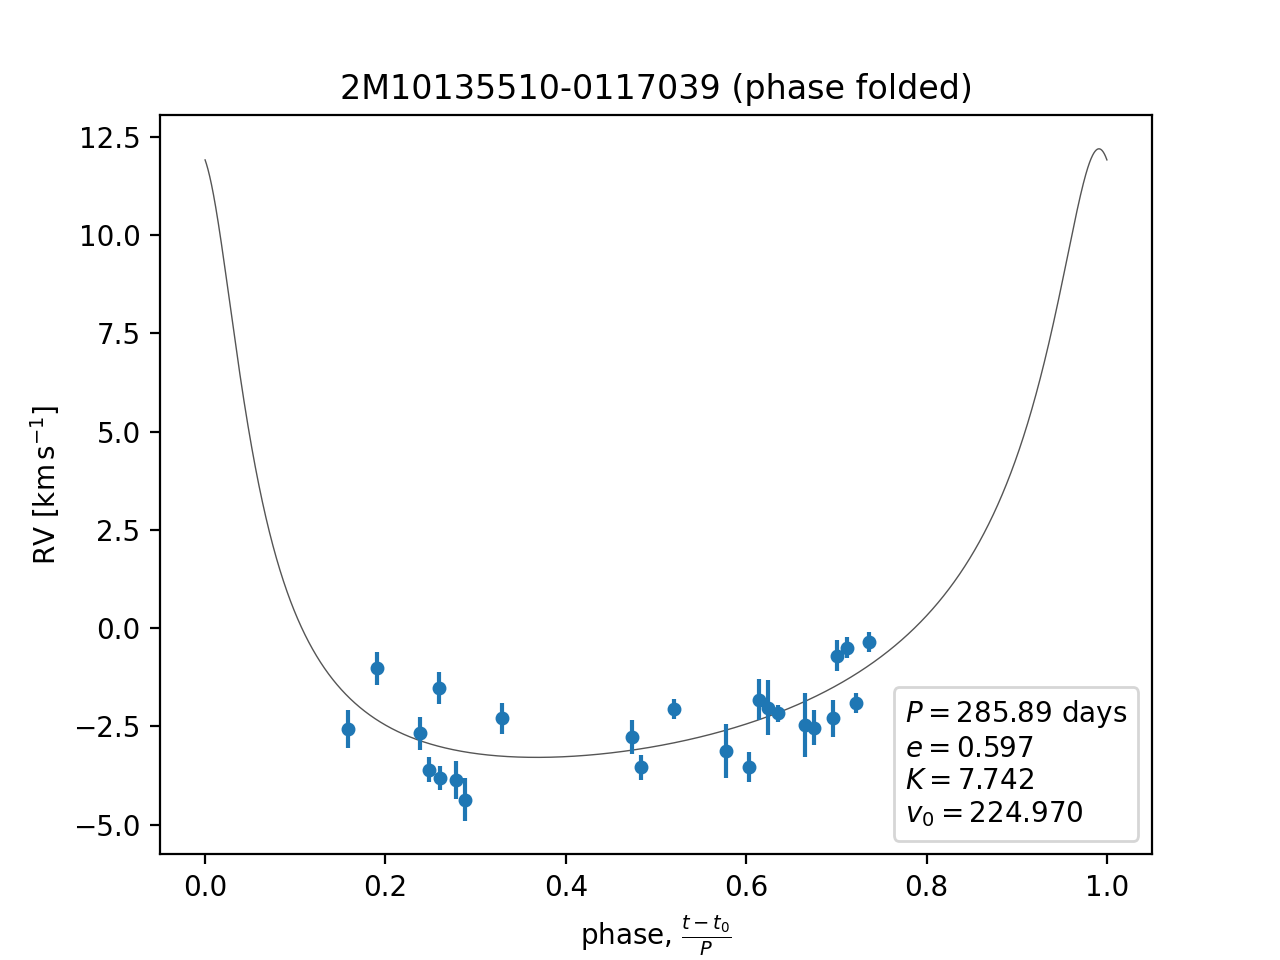 2M10135510-0117039 (phase folded)
12.5
10.0
7.5
5.0
2.5
0.0
−2.5
−5.0
RV [km s⁻¹]
P = 285.89 days
e = 0.597
K = 7.742
v₀ = 224.970
0.0 0.2 0.4 0.6 0.8 1.0
phase, (t − t₀)/P